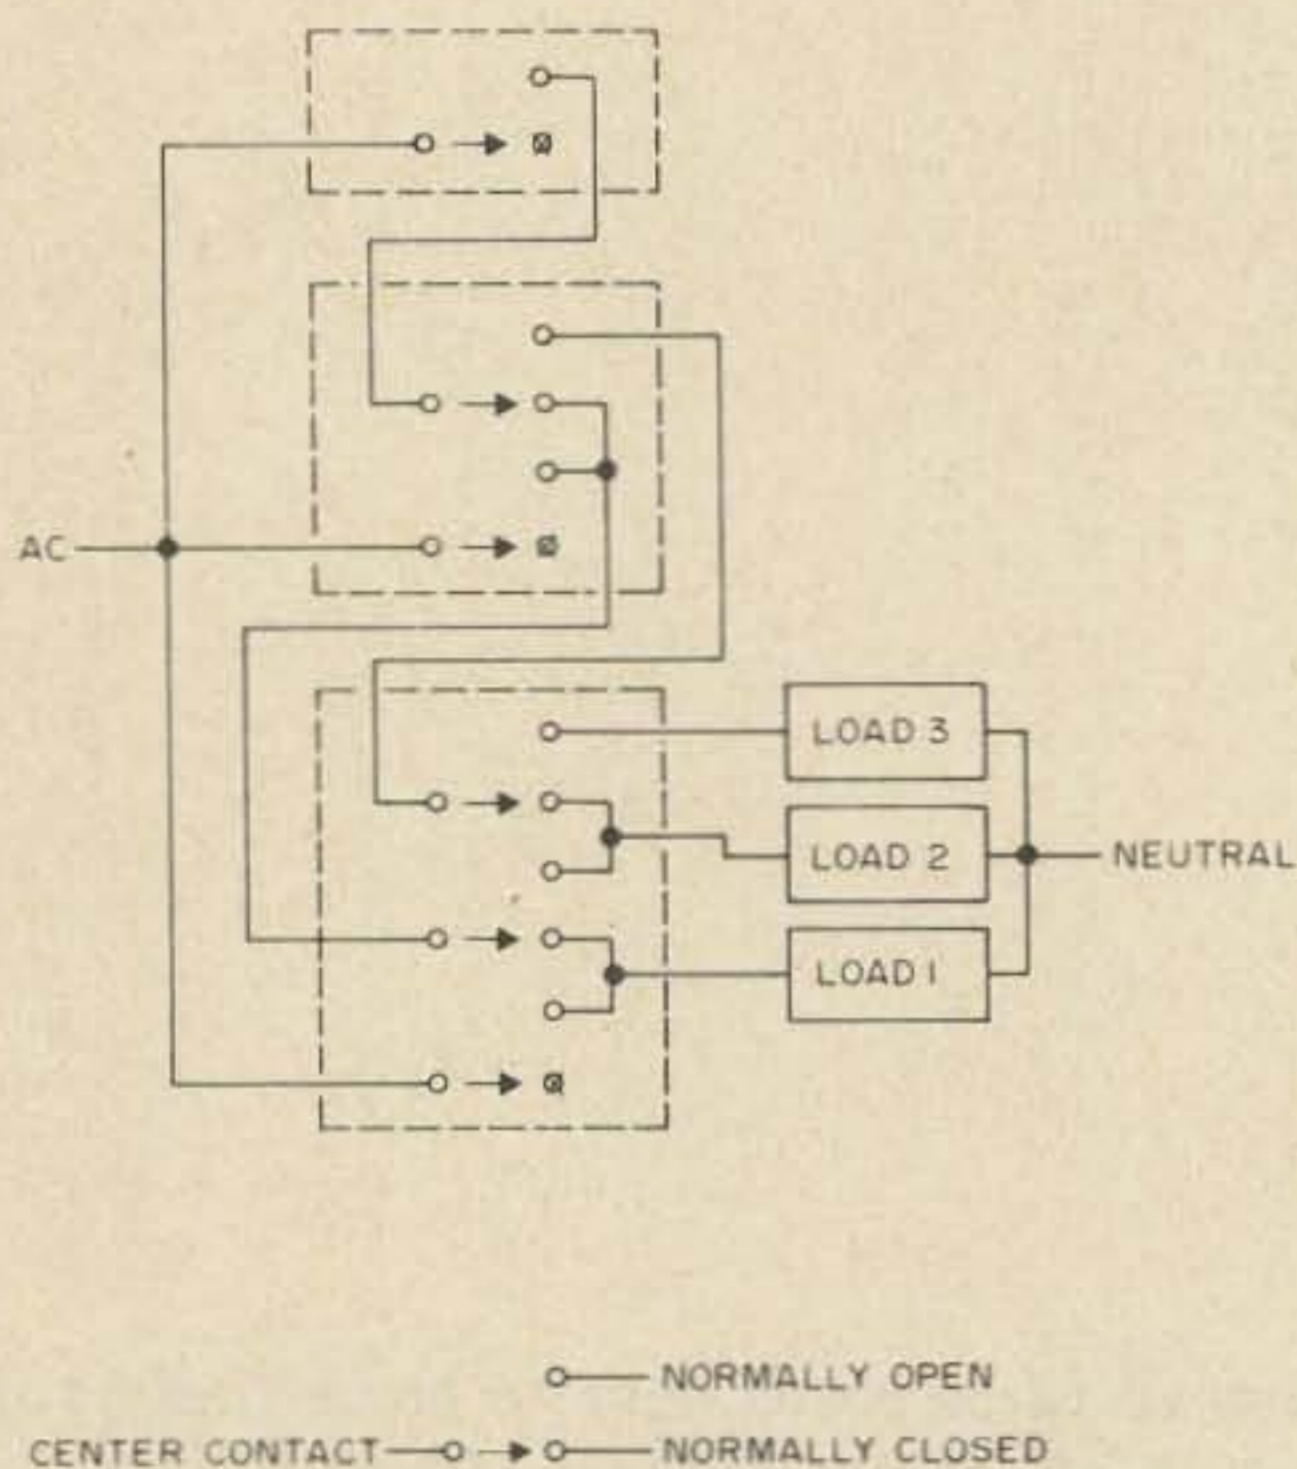 AC
LOAD 3
LOAD 2
NEUTRAL
LOAD 1
NORMALLY OPEN
CENTER CONTACT
NORMALLY CLOSED